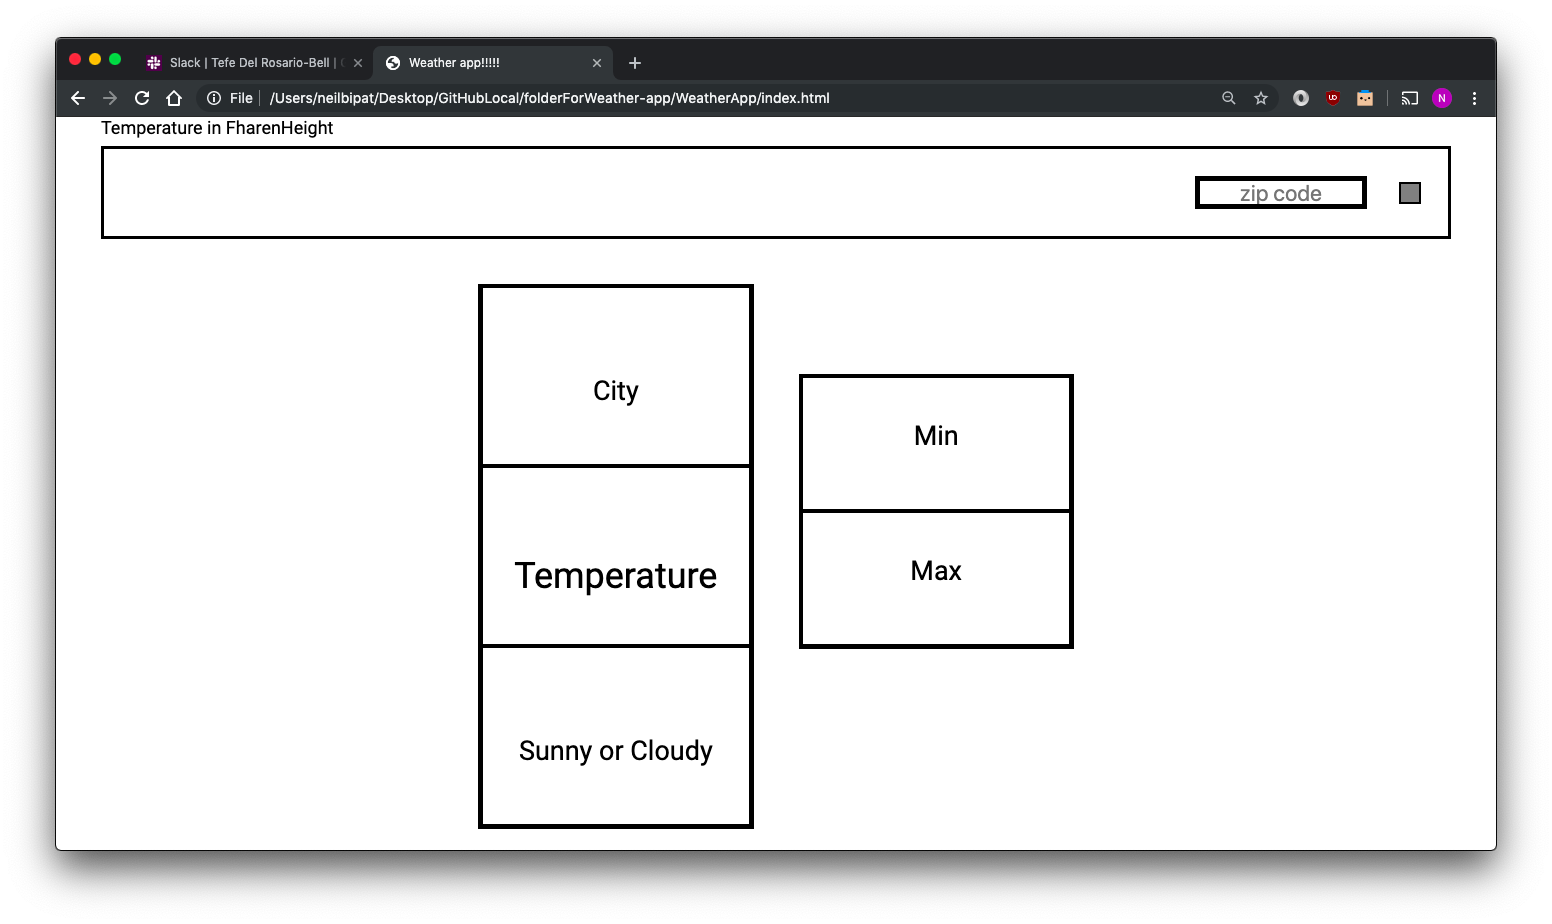 Slack | Tefe Del Rosario-Bell |
Weather app!!!!!
File /Users/neilbipat/Desktop/GitHubLocal/folderForWeather-app/WeatherApp/index.html
N
Temperature in FharenHeight
zip code
City
Temperature
Sunny or Cloudy
Min
Max